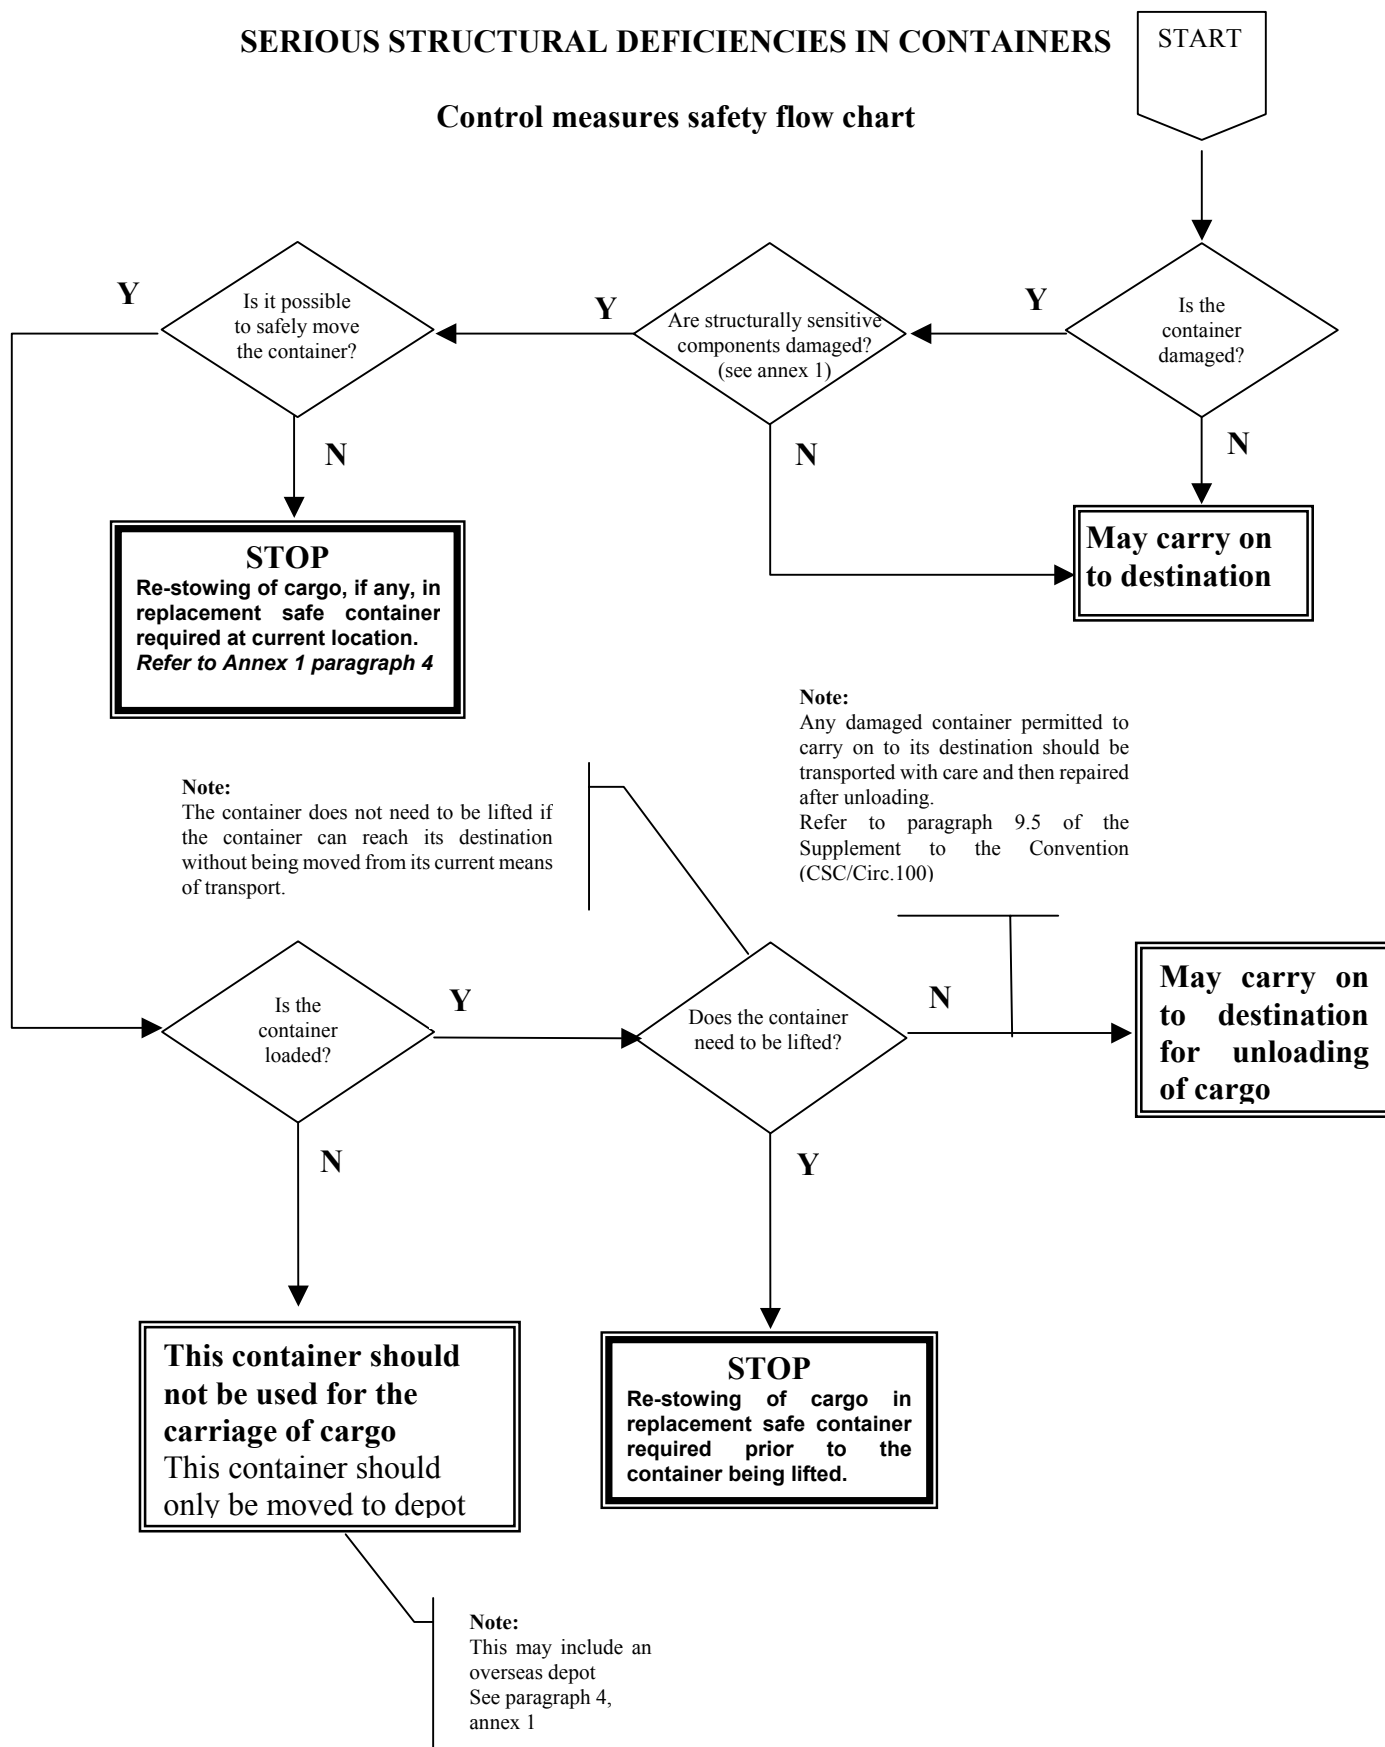 SERIOUS STRUCTURAL DEFICIENCIES IN CONTAINERS
START
Control measures safety flow chart
Is it possible
to safely move
the container?
Y
N
Are structurally sensitive
components damaged?
(see annex 1)
Y
N
Is the
container
damaged?
Y
N
STOP
Re-stowing of cargo, if any, in
replacement safe container
required at current location.
Refer to Annex 1 paragraph 4
May carry on
to destination
Note:
The container does not need to be lifted if
the container can reach its destination
without being moved from its current means
of transport.
Note:
Any damaged container permitted to
carry on to its destination should be
transported with care and then repaired
after unloading.
Refer to paragraph 9.5 of the
Supplement to the Convention
(CSC/Circ.100)
Is the
container
loaded?
Y
N
Does the container
need to be lifted?
N
Y
May carry on
to destination
for unloading
of cargo
This container should
not be used for the
carriage of cargo
This container should
only be moved to depot
STOP
Re-stowing of cargo in
replacement safe container
required prior to the
container being lifted.
Note:
This may include an
overseas depot
See paragraph 4,
annex 1